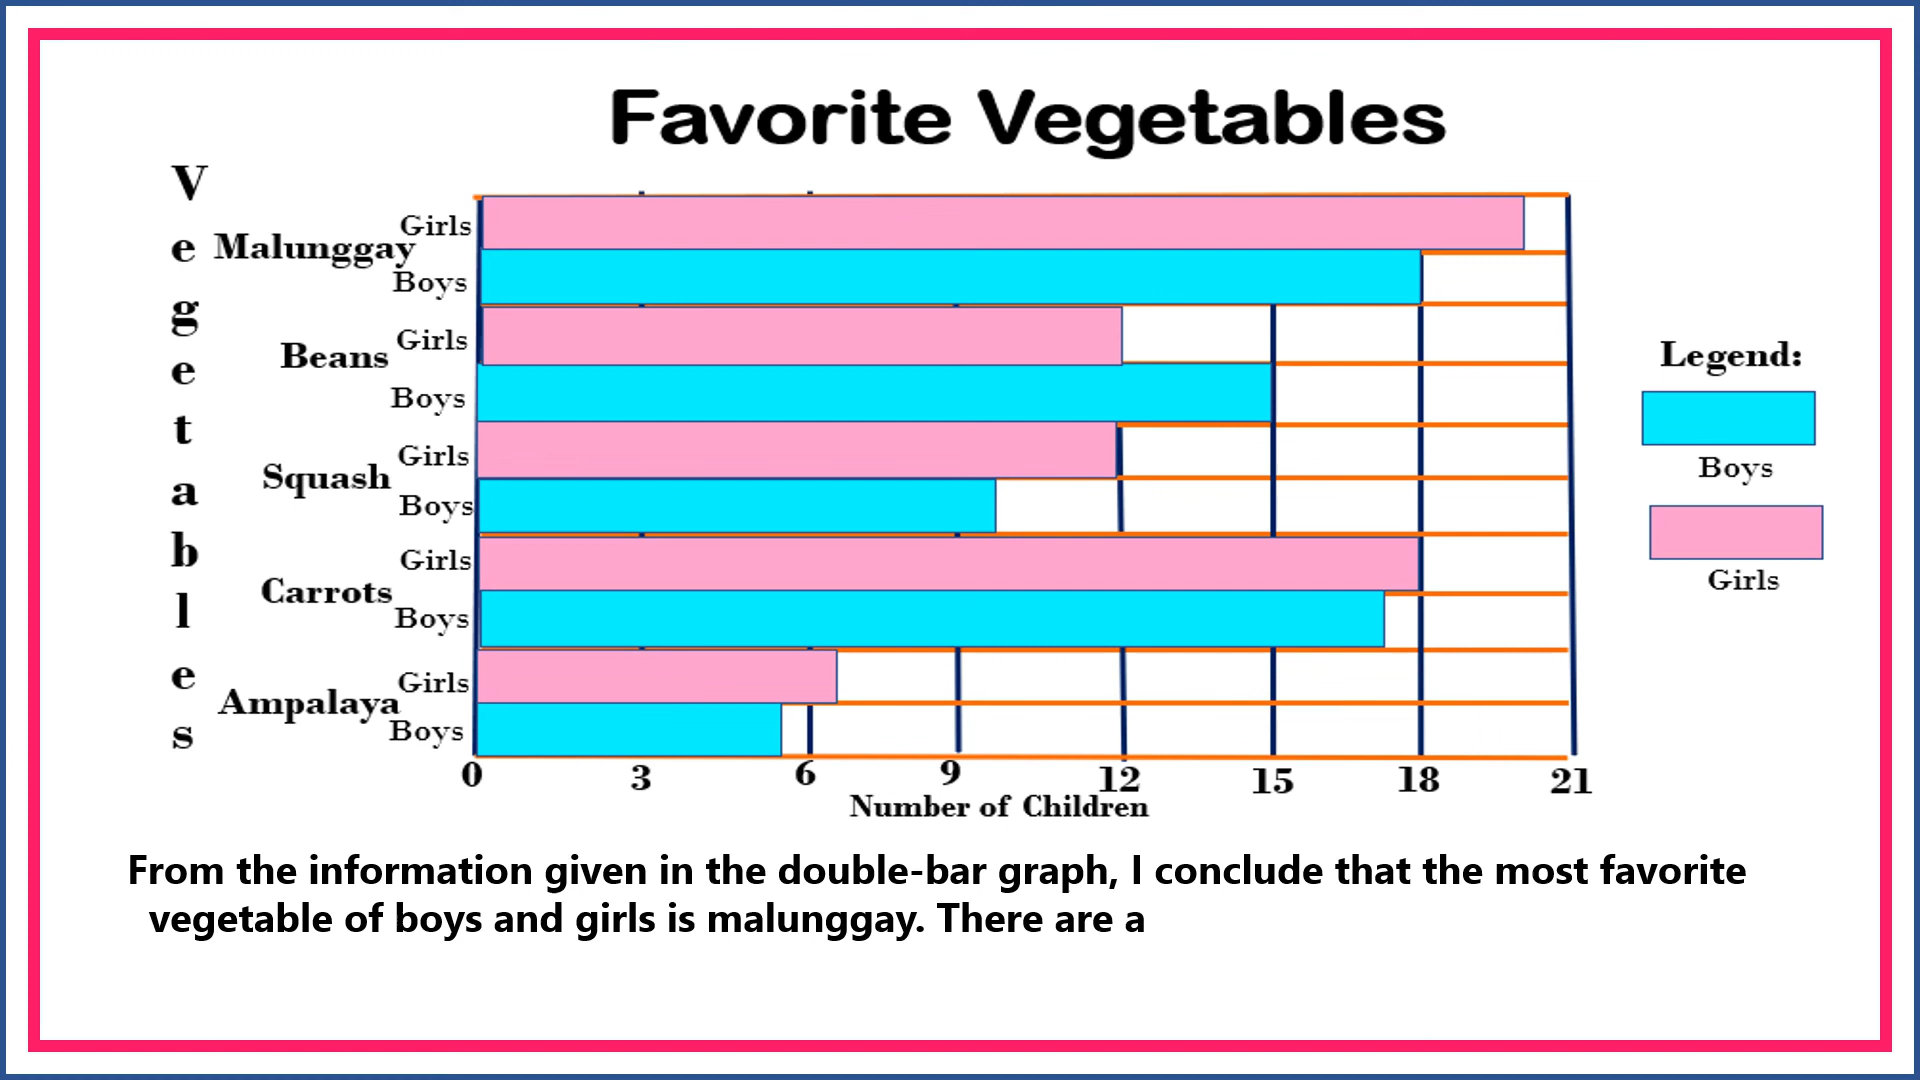 Favorite Vegetables
Vegetables
Malunggay
Girls
Boys
Beans
Girls
Boys
Squash
Girls
Boys
Carrots
Girls
Boys
Ampalaya
Girls
Boys
0 3 6 9 12 15 18 21
Number of Children
Legend:
Boys
Girls
From the information given in the double-bar graph, I conclude that the most favorite
vegetable of boys and girls is malunggay. There are a